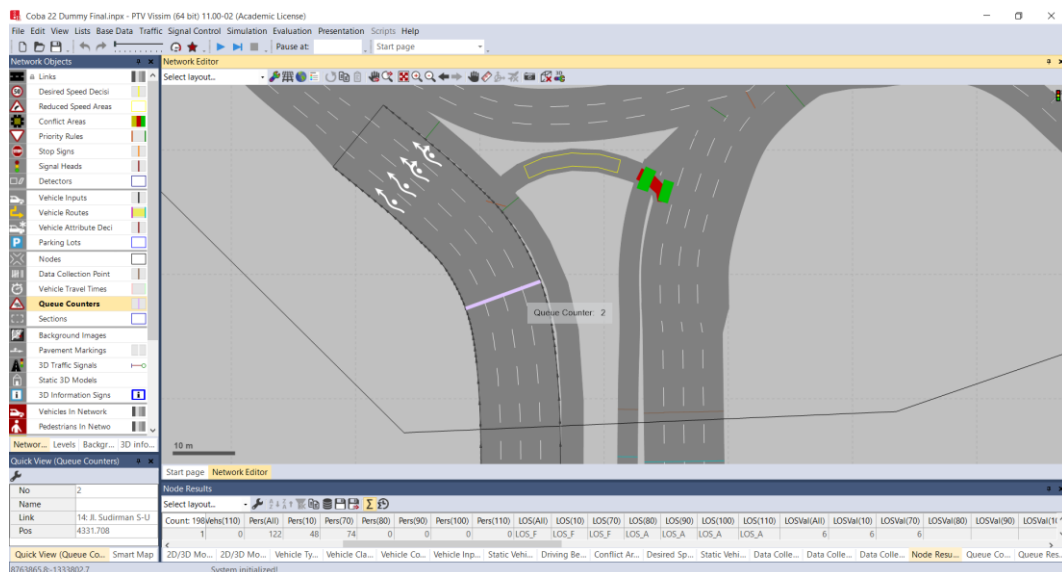 Coba 22 Dummy Final.inpx - PTV Vissim (64 bit) 11.00-02 (Academic License)
File Edit View Lists Base Data Traffic Signal Control Simulation Evaluation Presentation Scripts Help
Pause at: Start page
Network Objects
Network Editor
Select layout...
Links
Desired Speed Decisi
Reduced Speed Areas
Conflict Areas
Priority Rules
Stop Signs
Signal Heads
Detectors
Vehicle Inputs
Vehicle Routes
Vehicle Attribute Deci
Parking Lots
Nodes
Data Collection Point
Vehicle Travel Times
Queue Counters
Sections
Background Images
Pavement Markings
3D Traffic Signals
Static 3D Models
3D Information Signs
Vehicles In Network
Pedestrians In Netwo
Queue Counter: 2
10 m
Networ... Levels Backgr... 3D info...
Quick View (Queue Counters)
No 2
Name
Link 14: Jl. Sudirman S-U
Pos 4331.708
Quick View (Queue Co... Smart Map
Start page Network Editor
Node Results
Select layout...
Count: 198 Vehs(110) Pers(All) Pers(10) Pers(70) Pers(80) Pers(90) Pers(100) Pers(110) LOS(All) LOS(10) LOS(70) LOS(80) LOS(90) LOS(100) LOS(110) LOSVal(All) LOSVal(10) LOSVal(70) LOSVal(80) LOSVal(90) LOSVal(10
1 0 122 48 74 0 0 0 0 LOS_F LOS_F LOS_F LOS_A LOS_A LOS_A LOS_A 6 6 6
2D/3D Mo... 2D/3D Mo... Vehicle Ty... Vehicle Cla... Vehicle Co... Vehicle Inp... Static Vehi... Driving Be... Conflict Ar... Desired Sp... Static Vehi... Data Colle... Data Colle... Data Colle... Node Resu... Queue Co... Queue Res...
8763865.8:-1333802.7 System initialized!